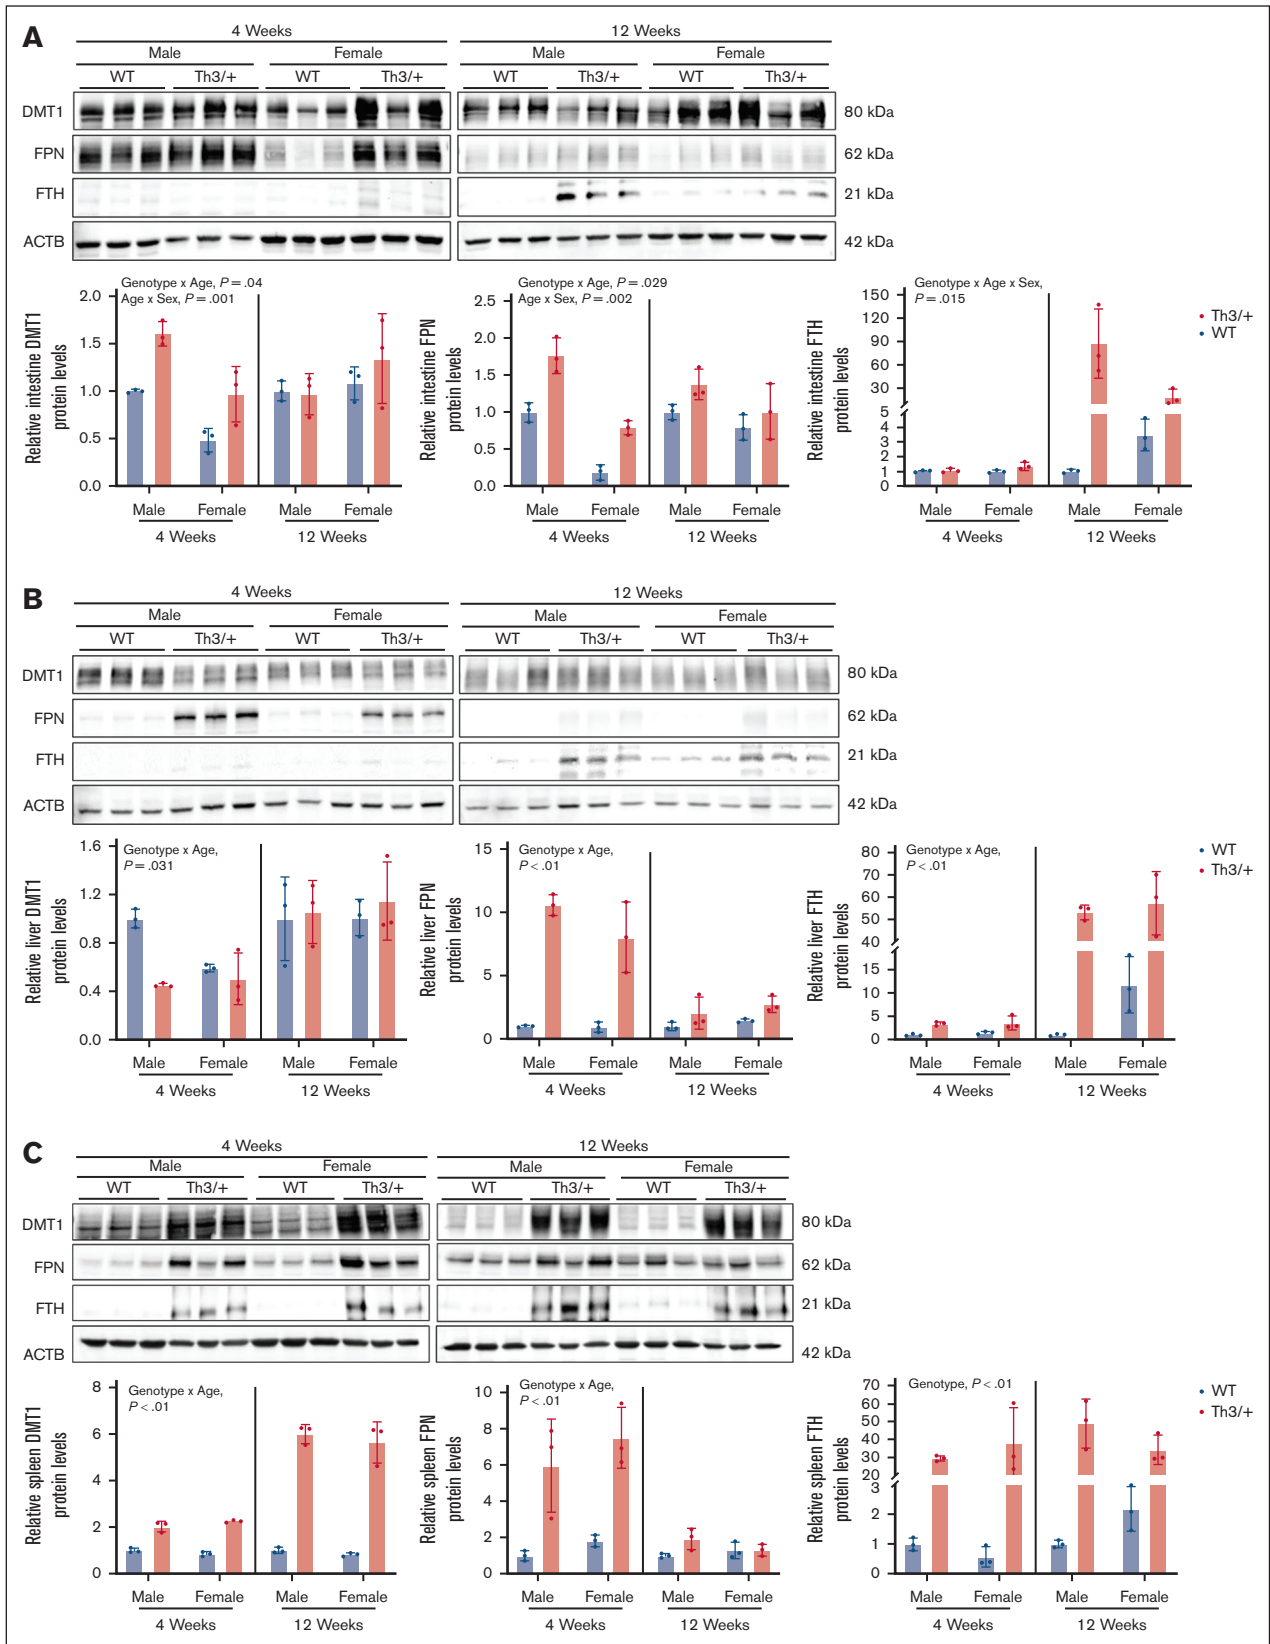 A
4 Weeks
12 Weeks
Male
Female
Male
Female
WT
Th3/+
WT
Th3/+
WT
Th3/+
WT
Th3/+
DMT1
80 kDa
FPN
62 kDa
FTH
21 kDa
ACTB
42 kDa
Relative intestine DMT1
protein levels
Genotype x Age, P = .04
Age x Sex, P = .001
2.0
1.5
1.0
0.5
0.0
Male
Female
Male
Female
4 Weeks
12 Weeks
Relative intestine FPN
protein levels
Genotype x Age, P = .029
Age x Sex, P = .002
2.5
2.0
1.5
1.0
0.5
0.0
Male
Female
Male
Female
4 Weeks
12 Weeks
Relative intestine FTH
protein levels
Genotype x Age x Sex,
P = .015
150
120
90
60
30
5
4
3
2
1
0
Male
Female
Male
Female
4 Weeks
12 Weeks
Th3/+
WT
B
4 Weeks
12 Weeks
Male
Female
Male
Female
WT
Th3/+
WT
Th3/+
WT
Th3/+
WT
Th3/+
DMT1
80 kDa
FPN
62 kDa
FTH
21 kDa
ACTB
42 kDa
Relative liver DMT1
protein levels
Genotype x Age,
P = .031
1.6
1.2
0.8
0.4
0.0
Male
Female
Male
Female
4 Weeks
12 Weeks
Relative liver FPN
protein levels
Genotype x Age,
P < .01
15
10
5
0
Male
Female
Male
Female
4 Weeks
12 Weeks
Relative liver FTH
protein levels
Genotype x Age,
P < .01
80
70
60
50
40
15
10
5
0
Male
Female
Male
Female
4 Weeks
12 Weeks
WT
Th3/+
C
4 Weeks
12 Weeks
Male
Female
Male
Female
WT
Th3/+
WT
Th3/+
WT
Th3/+
WT
Th3/+
DMT1
80 kDa
FPN
62 kDa
FTH
21 kDa
ACTB
42 kDa
Relative spleen DMT1
protein levels
Genotype x Age,
P < .01
8
6
4
2
0
Male
Female
Male
Female
4 Weeks
12 Weeks
Relative spleen FPN
protein levels
Genotype x Age,
P < .01
10
8
6
4
2
0
Male
Female
Male
Female
4 Weeks
12 Weeks
Relative spleen FTH
protein levels
Genotype, P < .01
70
60
50
40
30
20
3
2
1
0
Male
Female
Male
Female
4 Weeks
12 Weeks
WT
Th3/+